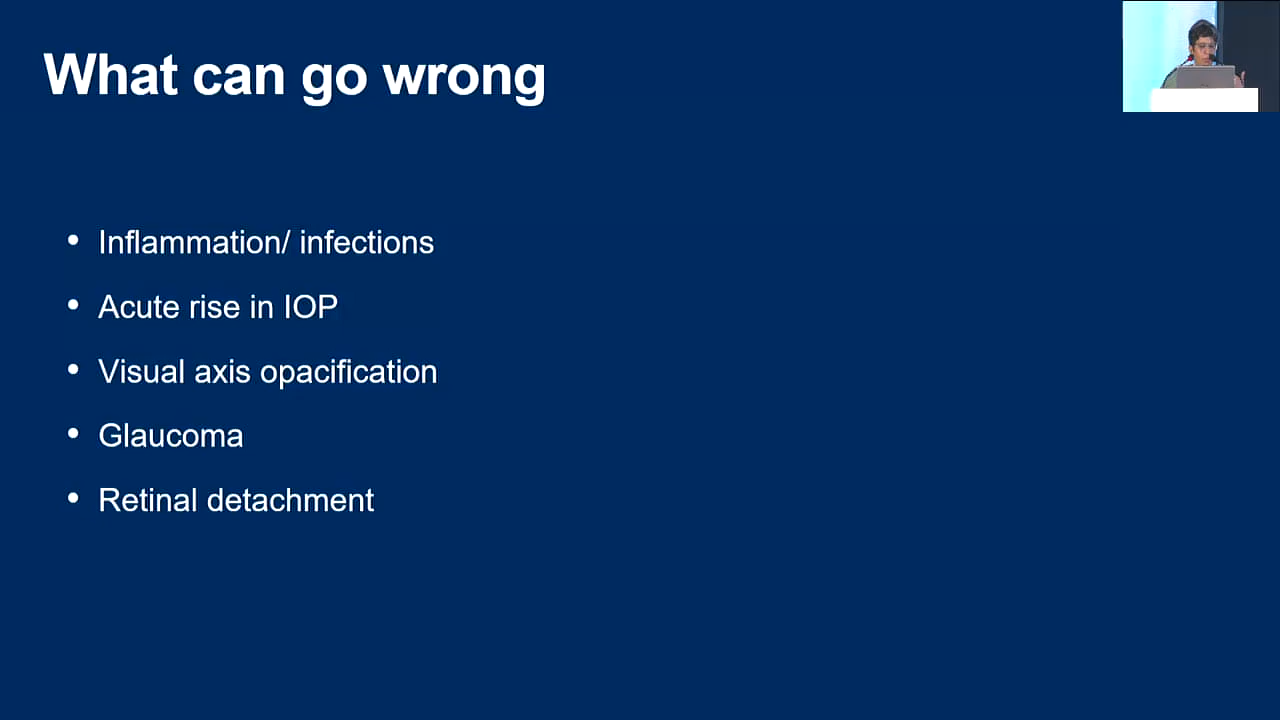 What can go wrong
• Inflammation/ infections
• Acute rise in IOP
• Visual axis opacification
• Glaucoma
• Retinal detachment